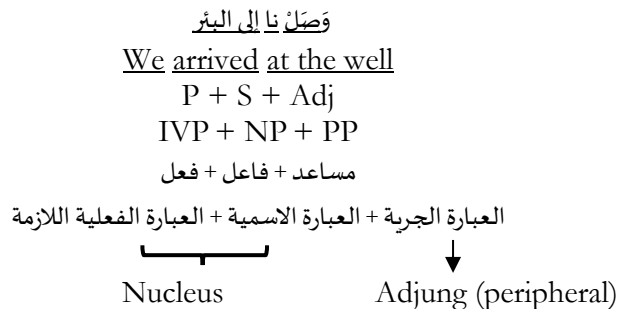 وَصَلْ نا إلى البئر
We arrived at the well
P + S + Adj
IVP + NP + PP
مساعد + فاعل + فعل
العبارة الجرية + العبارة الاسمية + العبارة الفعلية اللازمة
Nucleus Adjung (peripheral)